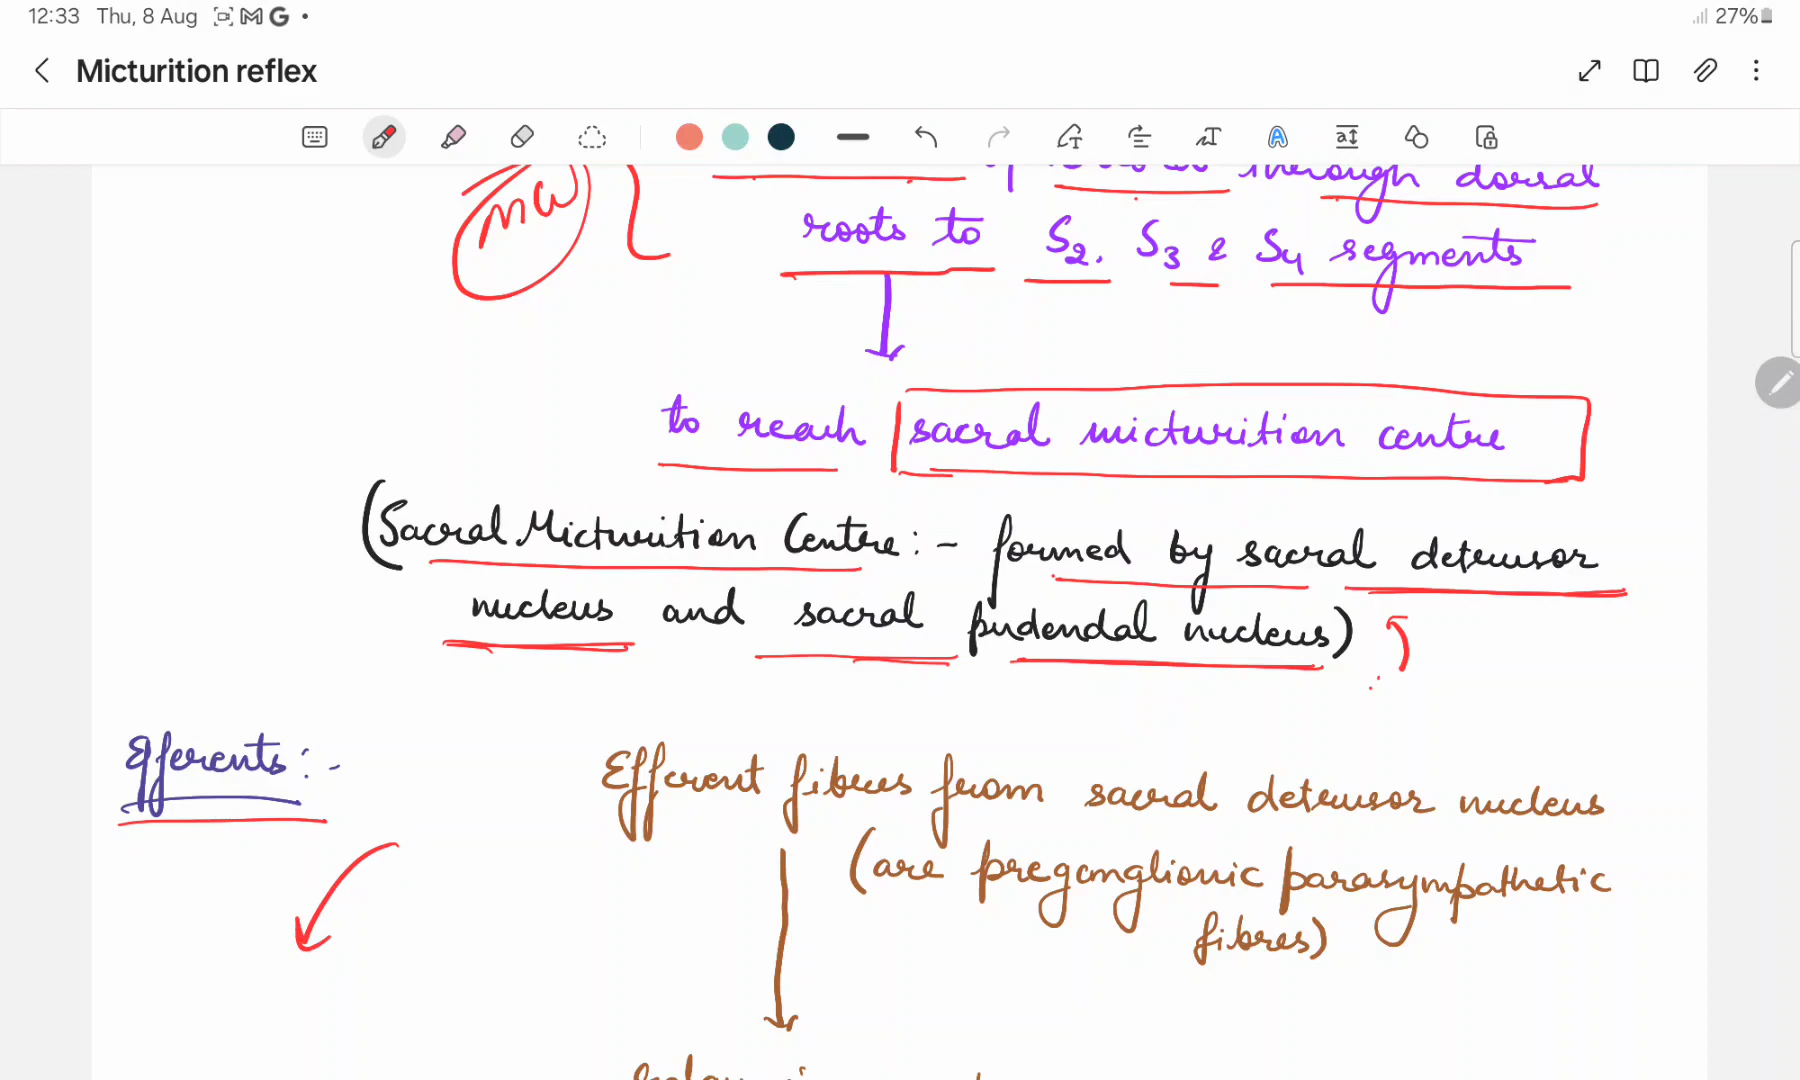 12:33 Thu, 8 Aug
27%
Micturition reflex
through dorsal
roots to S2, S3 & S4 segments
to reach sacral micturition centre
(Sacral Micturition Centre:- formed by sacral detrusor
nucleus and sacral pudendal nucleus)
Efferents:-
Efferent fibres from sacral detrusor nucleus
(are preganglionic parasympathetic
fibres)